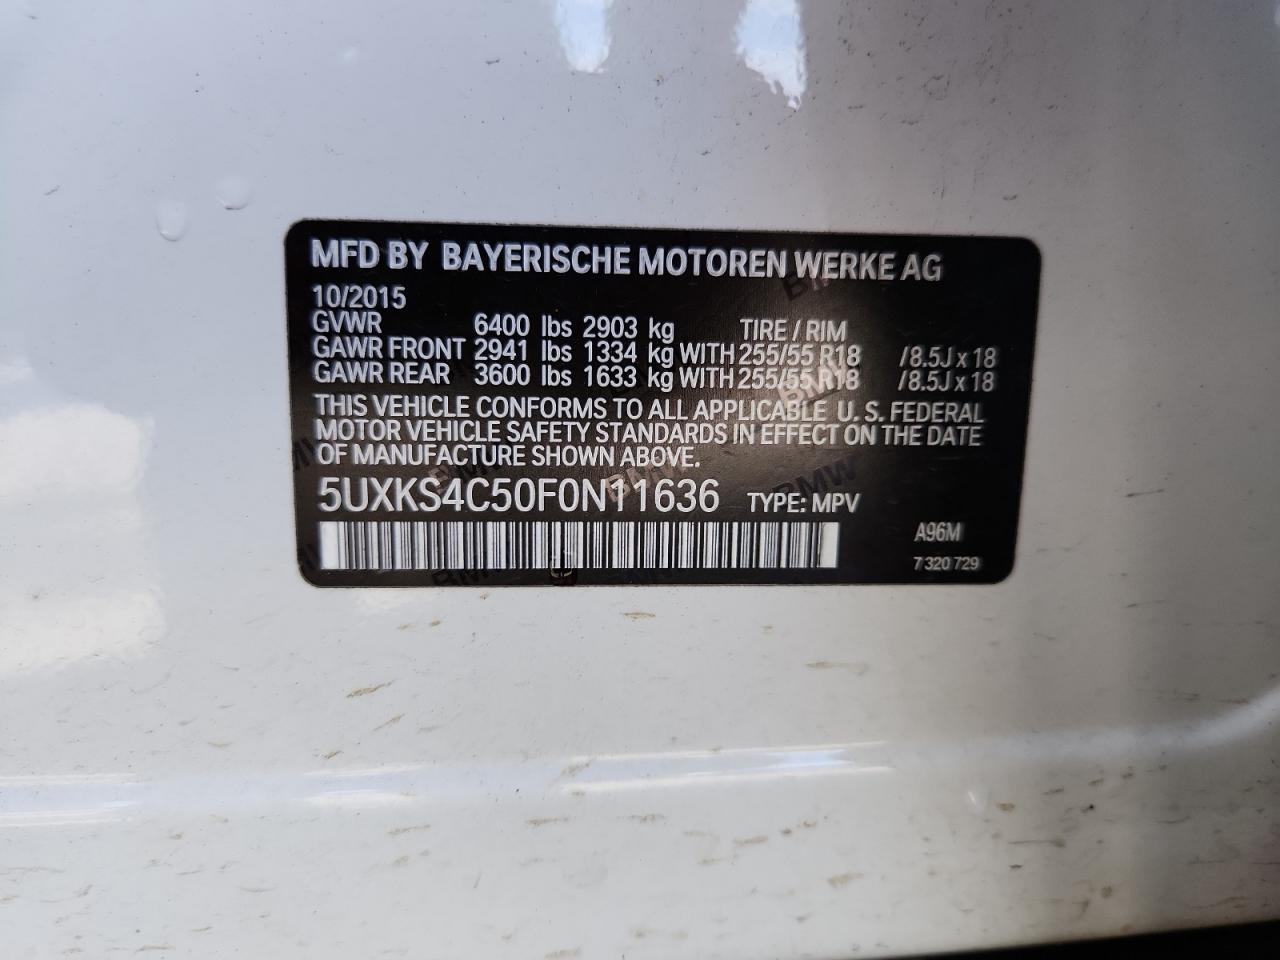 MFD BY BAYERISCHE MOTOREN WERKE AG
10/2015
GVWR 6400 lbs 2903 kg TIRE / RIM
GAWR FRONT 2941 lbs 1334 kg WITH 255/55 R18 /8.5J x 18
GAWR REAR 3600 lbs 1633 kg WITH 255/55 R18 /8.5J x 18
THIS VEHICLE CONFORMS TO ALL APPLICABLE U. S. FEDERAL
MOTOR VEHICLE SAFETY STANDARDS IN EFFECT ON THE DATE
OF MANUFACTURE SHOWN ABOVE.
5UXKS4C50F0N11636 TYPE: MPV
A96M
7 320 729